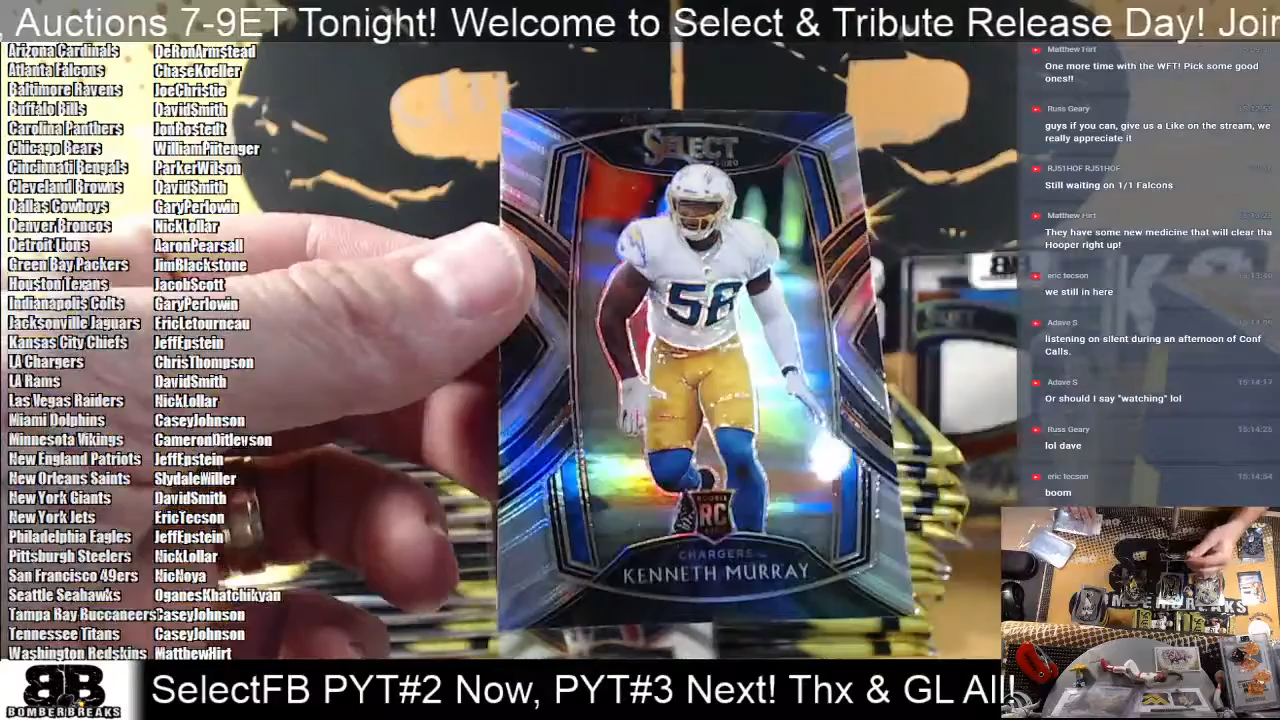 , Auctions 7-9ET Tonight! Welcome to Select & Tribute Release Day! Join
Arizona Cardinals DeRonArmstead
Atlanta Falcons ChaseKoeller
Baltimore Ravens JoeChristie
Buffalo Bills DavidSmith
Carolina Panthers JonRostedt
Chicago Bears WilliamPittenger
Cincinnati Bengals ParkerWilson
Cleveland Browns DavidSmith
Dallas Cowboys GaryPerlowin
Denver Broncos NickLollar
Detroit Lions AaronPearsall
Green Bay Packers JimBlackstone
Houston Texans JacobScott
Indianapolis Colts GaryPerlowin
Jacksonville Jaguars EricLetourneau
Kansas City Chiefs JeffEpstein
LA Chargers ChrisThompson
LA Rams DavidSmith
Las Vegas Raiders NickLollar
Miami Dolphins CaseyJohnson
Minnesota Vikings CameronDitlevson
New England Patriots JeffEpstein
New Orleans Saints SlydaleWiller
New York Giants DavidSmith
New York Jets EricTecson
Philadelphia Eagles JeffEpstein
Pittsburgh Steelers NickLollar
San Francisco 49ers NicNoya
Seattle Seahawks OganesKhatchikyan
Tampa Bay Buccaneers CaseyJohnson
Tennessee Titans CaseyJohnson
Washington Redskins MatthewHirt
SELECT
2020
58
ROOKIE
RC
CHARGERS
KENNETH MURRAY
Matthew Hirt
One more time with the WFT! Pick some good
ones!!
Russ Geary
guys if you can, give us a Like on the stream, we
really appreciate it
RJ51HOF RJ51HOF
Still waiting on 1/1 Falcons
Matthew Hirt
They have some new medicine that will clear tha
Hooper right up!
eric tecson
we still in here
Adave S
listening on silent during an afternoon of Conf
Calls.
Adave S 15:14:17
Or should I say "watching" lol
Russ Geary 15:14:25
lol dave
eric tecson 15:14:54
boom
BB
BOMBERBREAKS
SelectFB PYT#2 Now, PYT#3 Next! Thx & GL All!